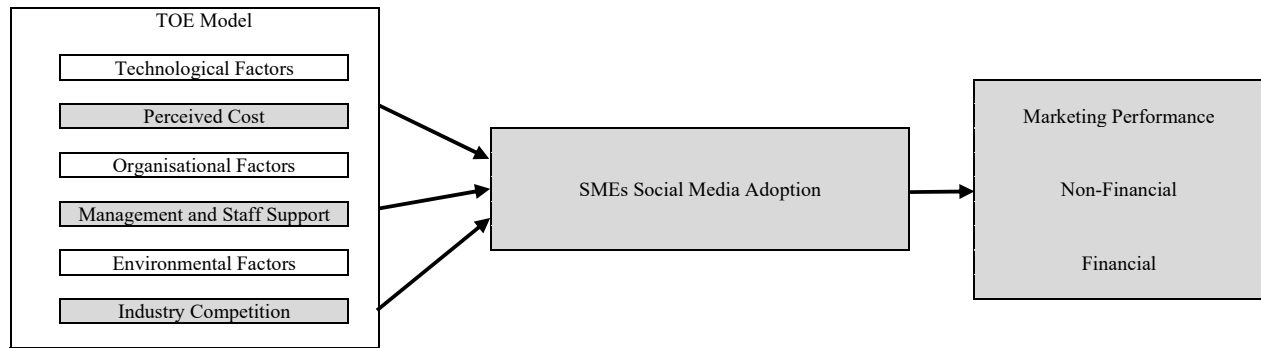 TOE Model
Technological Factors
Perceived Cost
Organisational Factors
Management and Staff Support
Environmental Factors
Industry Competition
SMEs Social Media Adoption
Marketing Performance
Non-Financial
Financial